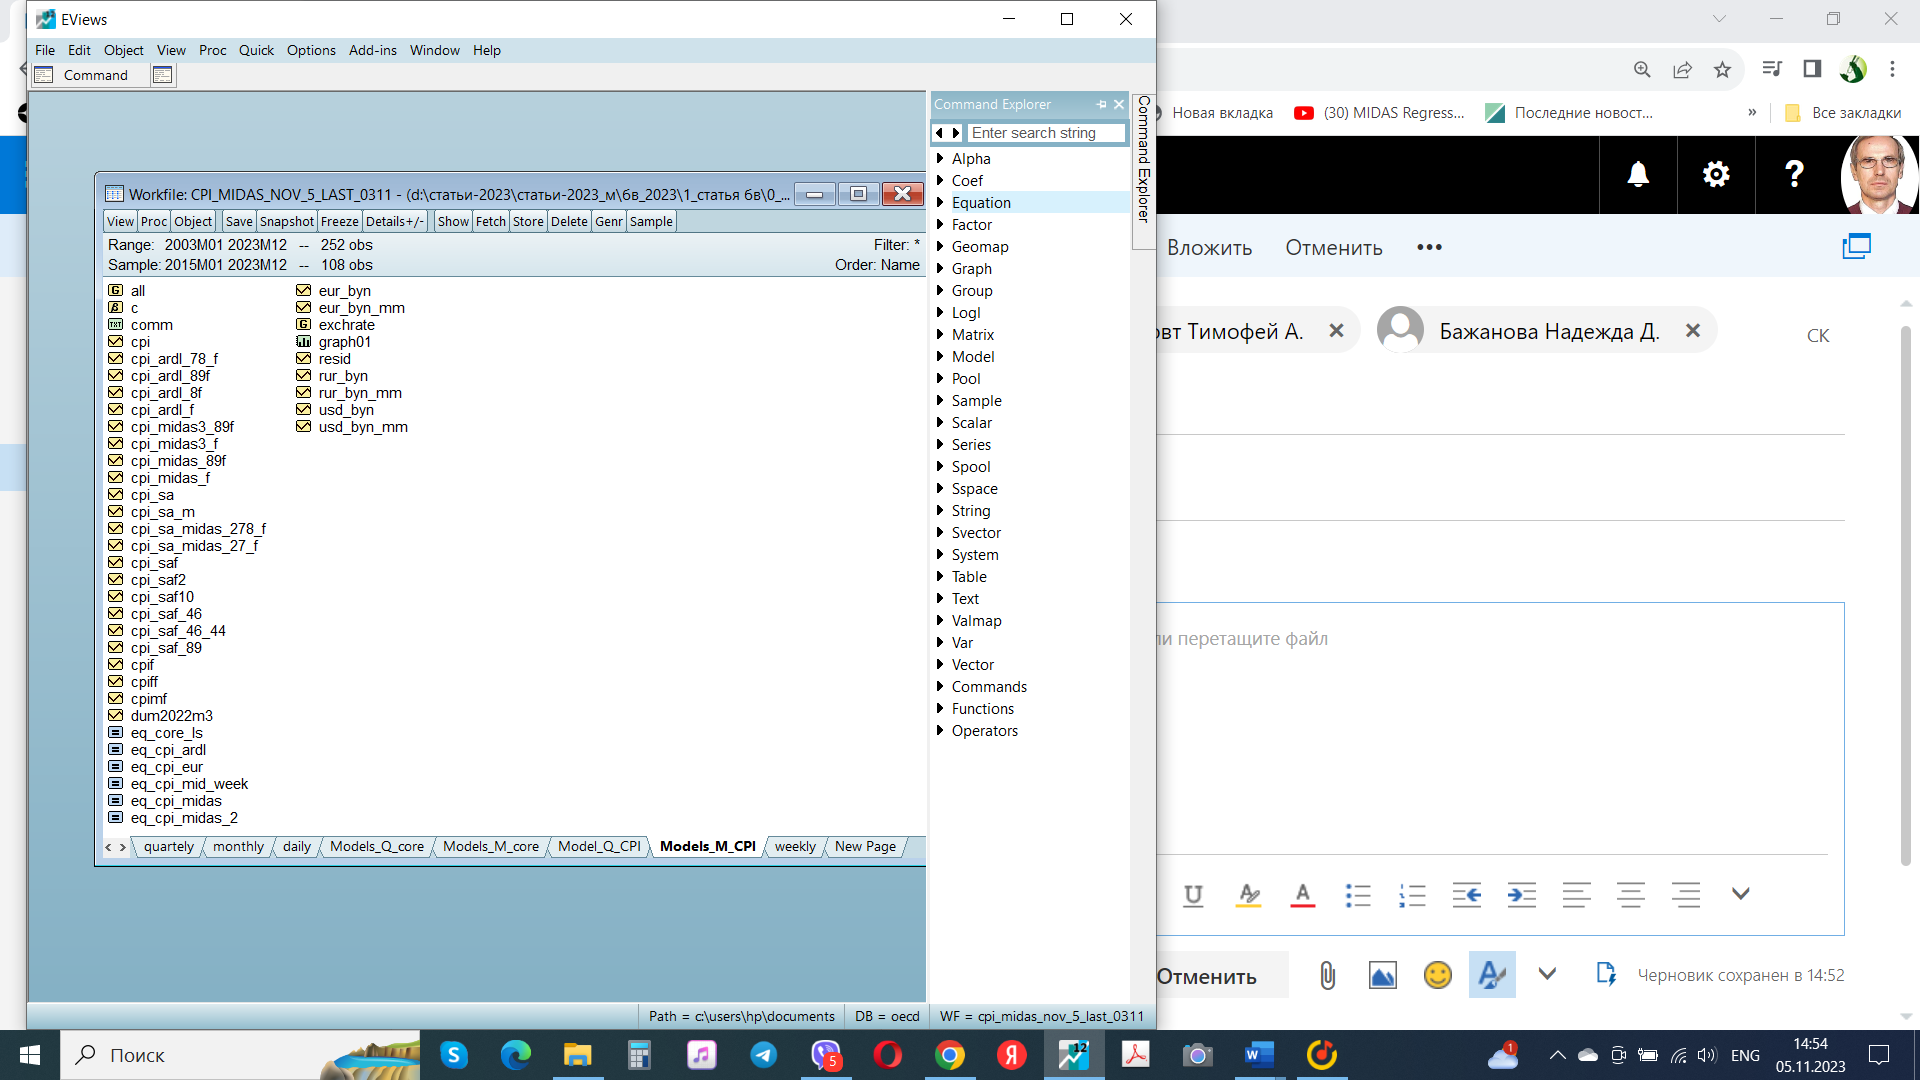 EViews
File Edit Object View Proc Quick Options Add-ins Window Help
Command
Command Explorer
Enter search string
Alpha
Coef
Equation
Factor
Geomap
Graph
Group
Logl
Matrix
Model
Pool
Sample
Scalar
Series
Spool
Sspace
String
Svector
System
Table
Text
Valmap
Var
Vector
Commands
Functions
Operators
Command Explorer
Workfile: CPI_MIDAS_NOV_5_LAST_0311 - (d:\статьи-2023\статьи-2023_м\бв_2023\1_статья бв\0_...
View Proc Object Save Snapshot Freeze Details+/- Show Fetch Store Delete Genr Sample
Range: 2003M01 2023M12 -- 252 obs Filter: *
Sample: 2015M01 2023M12 -- 108 obs Order: Name
all
c
comm
cpi
cpi_ardl_78_f
cpi_ardl_89f
cpi_ardl_8f
cpi_ardl_f
cpi_midas3_89f
cpi_midas3_f
cpi_midas_89f
cpi_midas_f
cpi_sa
cpi_sa_m
cpi_sa_midas_278_f
cpi_sa_midas_27_f
cpi_saf
cpi_saf2
cpi_saf10
cpi_saf_46
cpi_saf_46_44
cpi_saf_89
cpif
cpiff
cpimf
dum2022m3
eq_core_ls
eq_cpi_ardl
eq_cpi_eur
eq_cpi_mid_week
eq_cpi_midas
eq_cpi_midas_2
eur_byn
eur_byn_mm
exchrate
graph01
resid
rur_byn
rur_byn_mm
usd_byn
usd_byn_mm
quartely monthly daily Models_Q_core Models_M_core Model_Q_CPI Models_M_CPI weekly New Page
Path = c:\users\hp\documents DB = oecd WF = cpi_midas_nov_5_last_0311
Новая вкладка (30) MIDAS Regress... Последние новост... » Все закладки
Вложить Отменить •••
овт Тимофей А. Бажанова Надежда Д. СК
ли перетащите файл
Отменить Черновик сохранен в 14:52
Поиск
5
12
1
ENG
14:54
05.11.2023